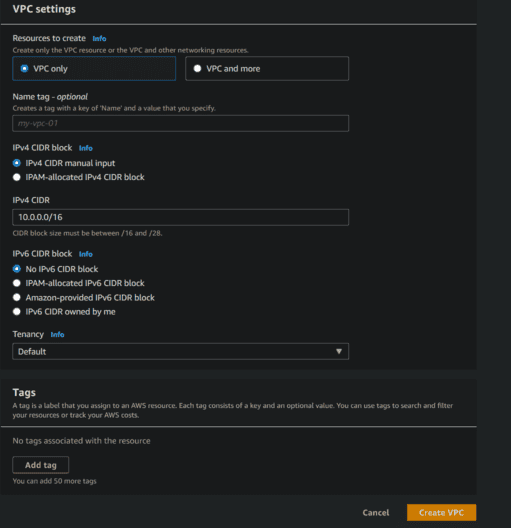 VPC settings
Resources to create Info
Create only the VPC resource or the VPC and other networking resources.
VPC only
VPC and more
Name tag - optional
Creates a tag with a key of 'Name' and a value that you specify.
my-vpc-01
IPv4 CIDR block Info
IPv4 CIDR manual input
IPAM-allocated IPv4 CIDR block
IPv4 CIDR
10.0.0.0/16
CIDR block size must be between /16 and /28.
IPv6 CIDR block Info
No IPv6 CIDR block
IPAM-allocated IPv6 CIDR block
Amazon-provided IPv6 CIDR block
IPv6 CIDR owned by me
Tenancy Info
Default
Tags
A tag is a label that you assign to an AWS resource. Each tag consists of a key and an optional value. You can use tags to search and filter
your resources or track your AWS costs.
No tags associated with the resource
Add tag
You can add 50 more tags
Cancel
Create VPC